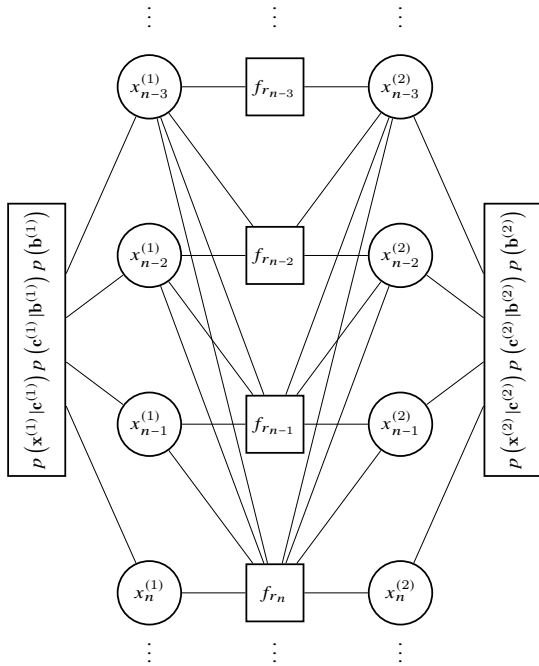 ⋮ ⋮ ⋮
x_{n−3}^{(1)} f_{r_{n−3}} x_{n−3}^{(2)}
x_{n−2}^{(1)} f_{r_{n−2}} x_{n−2}^{(2)}
p(𝐱^{(1)}|𝐜^{(1)}) p(𝐜^{(1)}|𝐛^{(1)}) p(𝐛^{(1)})
p(𝐱^{(2)}|𝐜^{(2)}) p(𝐜^{(2)}|𝐛^{(2)}) p(𝐛^{(2)})
x_{n−1}^{(1)} f_{r_{n−1}} x_{n−1}^{(2)}
x_n^{(1)} f_{r_n} x_n^{(2)}
⋮ ⋮ ⋮